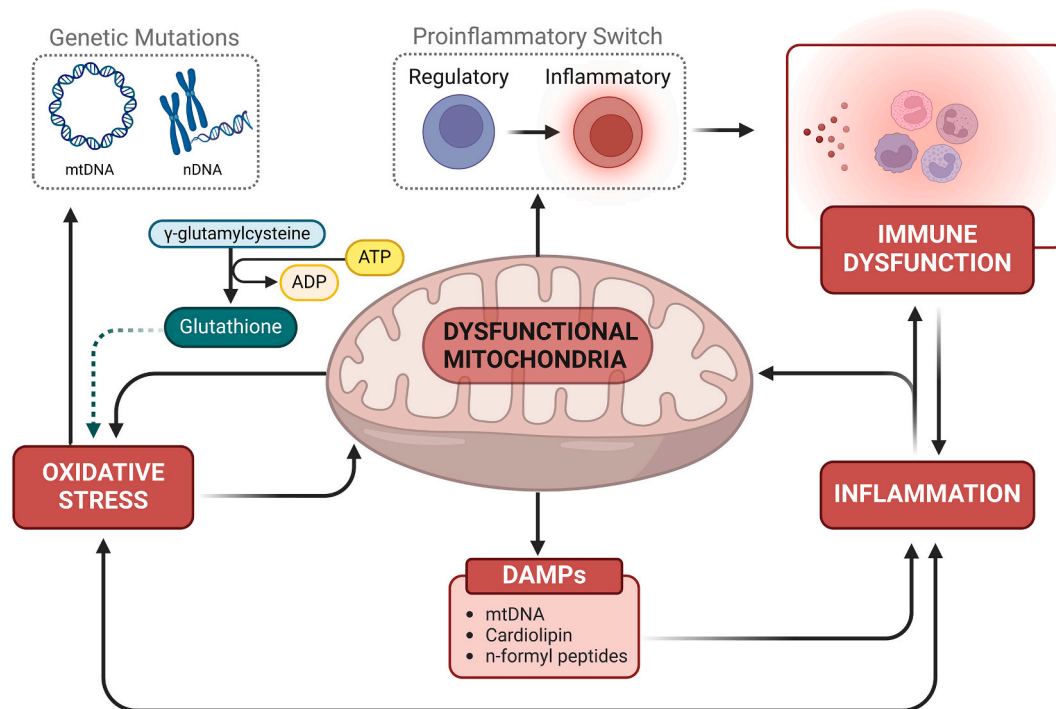 Genetic Mutations
mtDNA
nDNA
Proinflammatory Switch
Regulatory
Inflammatory
IMMUNE
DYSFUNCTION
γ-glutamylcysteine
ATP
ADP
Glutathione
DYSFUNCTIONAL
MITOCHONDRIA
OXIDATIVE
STRESS
INFLAMMATION
DAMPs
• mtDNA
• Cardiolipin
• n-formyl peptides